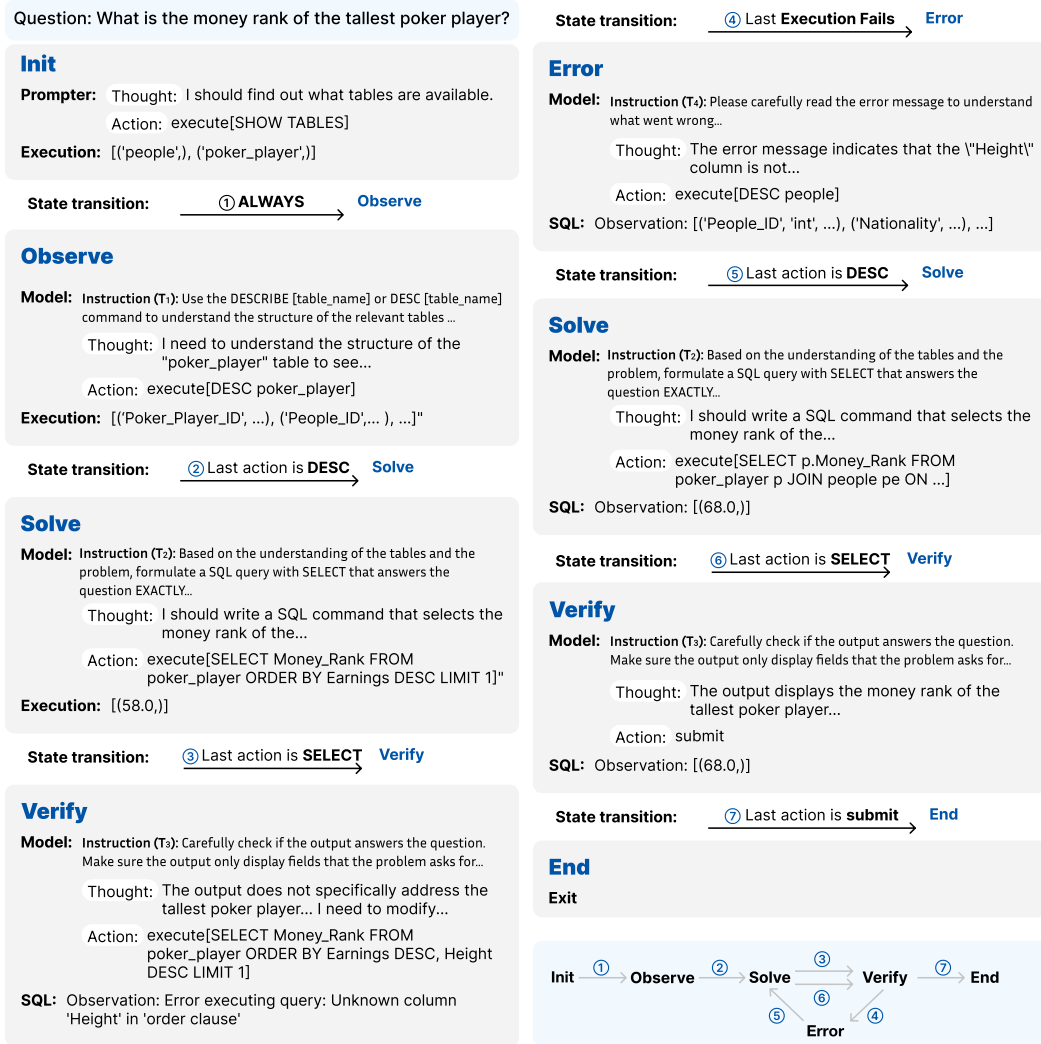 Question: What is the money rank of the tallest poker player?
Init
Prompter: Thought: I should find out what tables are available.
Action: execute[SHOW TABLES]
Execution: [('people',), ('poker_player',)]
State transition: ① ALWAYS Observe
Observe
Model: Instruction (T₁): Use the DESCRIBE [table_name] or DESC [table_name]
command to understand the structure of the relevant tables ...
Thought: I need to understand the structure of the
"poker_player" table to see...
Action: execute[DESC poker_player]
Execution: [('Poker_Player_ID', ...), ('People_ID',... ), ...]"
State transition: ② Last action is DESC Solve
Solve
Model: Instruction (T₂): Based on the understanding of the tables and the
problem, formulate a SQL query with SELECT that answers the
question EXACTLY...
Thought: I should write a SQL command that selects the
money rank of the...
Action: execute[SELECT Money_Rank FROM
poker_player ORDER BY Earnings DESC LIMIT 1]"
Execution: [(58.0,)]
State transition: ③ Last action is SELECT Verify
Verify
Model: Instruction (T₃): Carefully check if the output answers the question.
Make sure the output only display fields that the problem asks for...
Thought: The output does not specifically address the
tallest poker player... I need to modify...
Action: execute[SELECT Money_Rank FROM
poker_player ORDER BY Earnings DESC, Height
DESC LIMIT 1]
SQL: Observation: Error executing query: Unknown column
'Height' in 'order clause'
State transition: ④ Last Execution Fails Error
Error
Model: Instruction (T₄): Please carefully read the error message to understand
what went wrong...
Thought: The error message indicates that the \"Height\"
column is not...
Action: execute[DESC people]
SQL: Observation: [('People_ID', 'int', ...), ('Nationality', ...), ...]
State transition: ⑤ Last action is DESC Solve
Solve
Model: Instruction (T₂): Based on the understanding of the tables and the
problem, formulate a SQL query with SELECT that answers the
question EXACTLY...
Thought: I should write a SQL command that selects the
money rank of the...
Action: execute[SELECT p.Money_Rank FROM
poker_player p JOIN people pe ON ...]
SQL: Observation: [(68.0,)]
State transition: ⑥ Last action is SELECT Verify
Verify
Model: Instruction (T₃): Carefully check if the output answers the question.
Make sure the output only display fields that the problem asks for...
Thought: The output displays the money rank of the
tallest poker player...
Action: submit
SQL: Observation: [(68.0,)]
State transition: ⑦ Last action is submit End
End
Exit
Init ① Observe ② Solve ③ ⑥ Verify ⑦ End
⑤ ④
Error